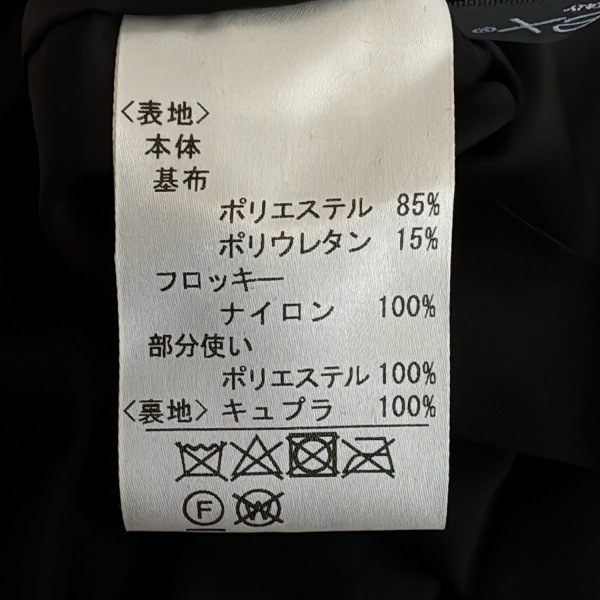 <表地>
本体
基布
ポリエステル 85%
ポリウレタン 15%
フロッキー
ナイロン 100%
部分使い
ポリエステル 100%
<裏地> キュプラ 100%
F
W